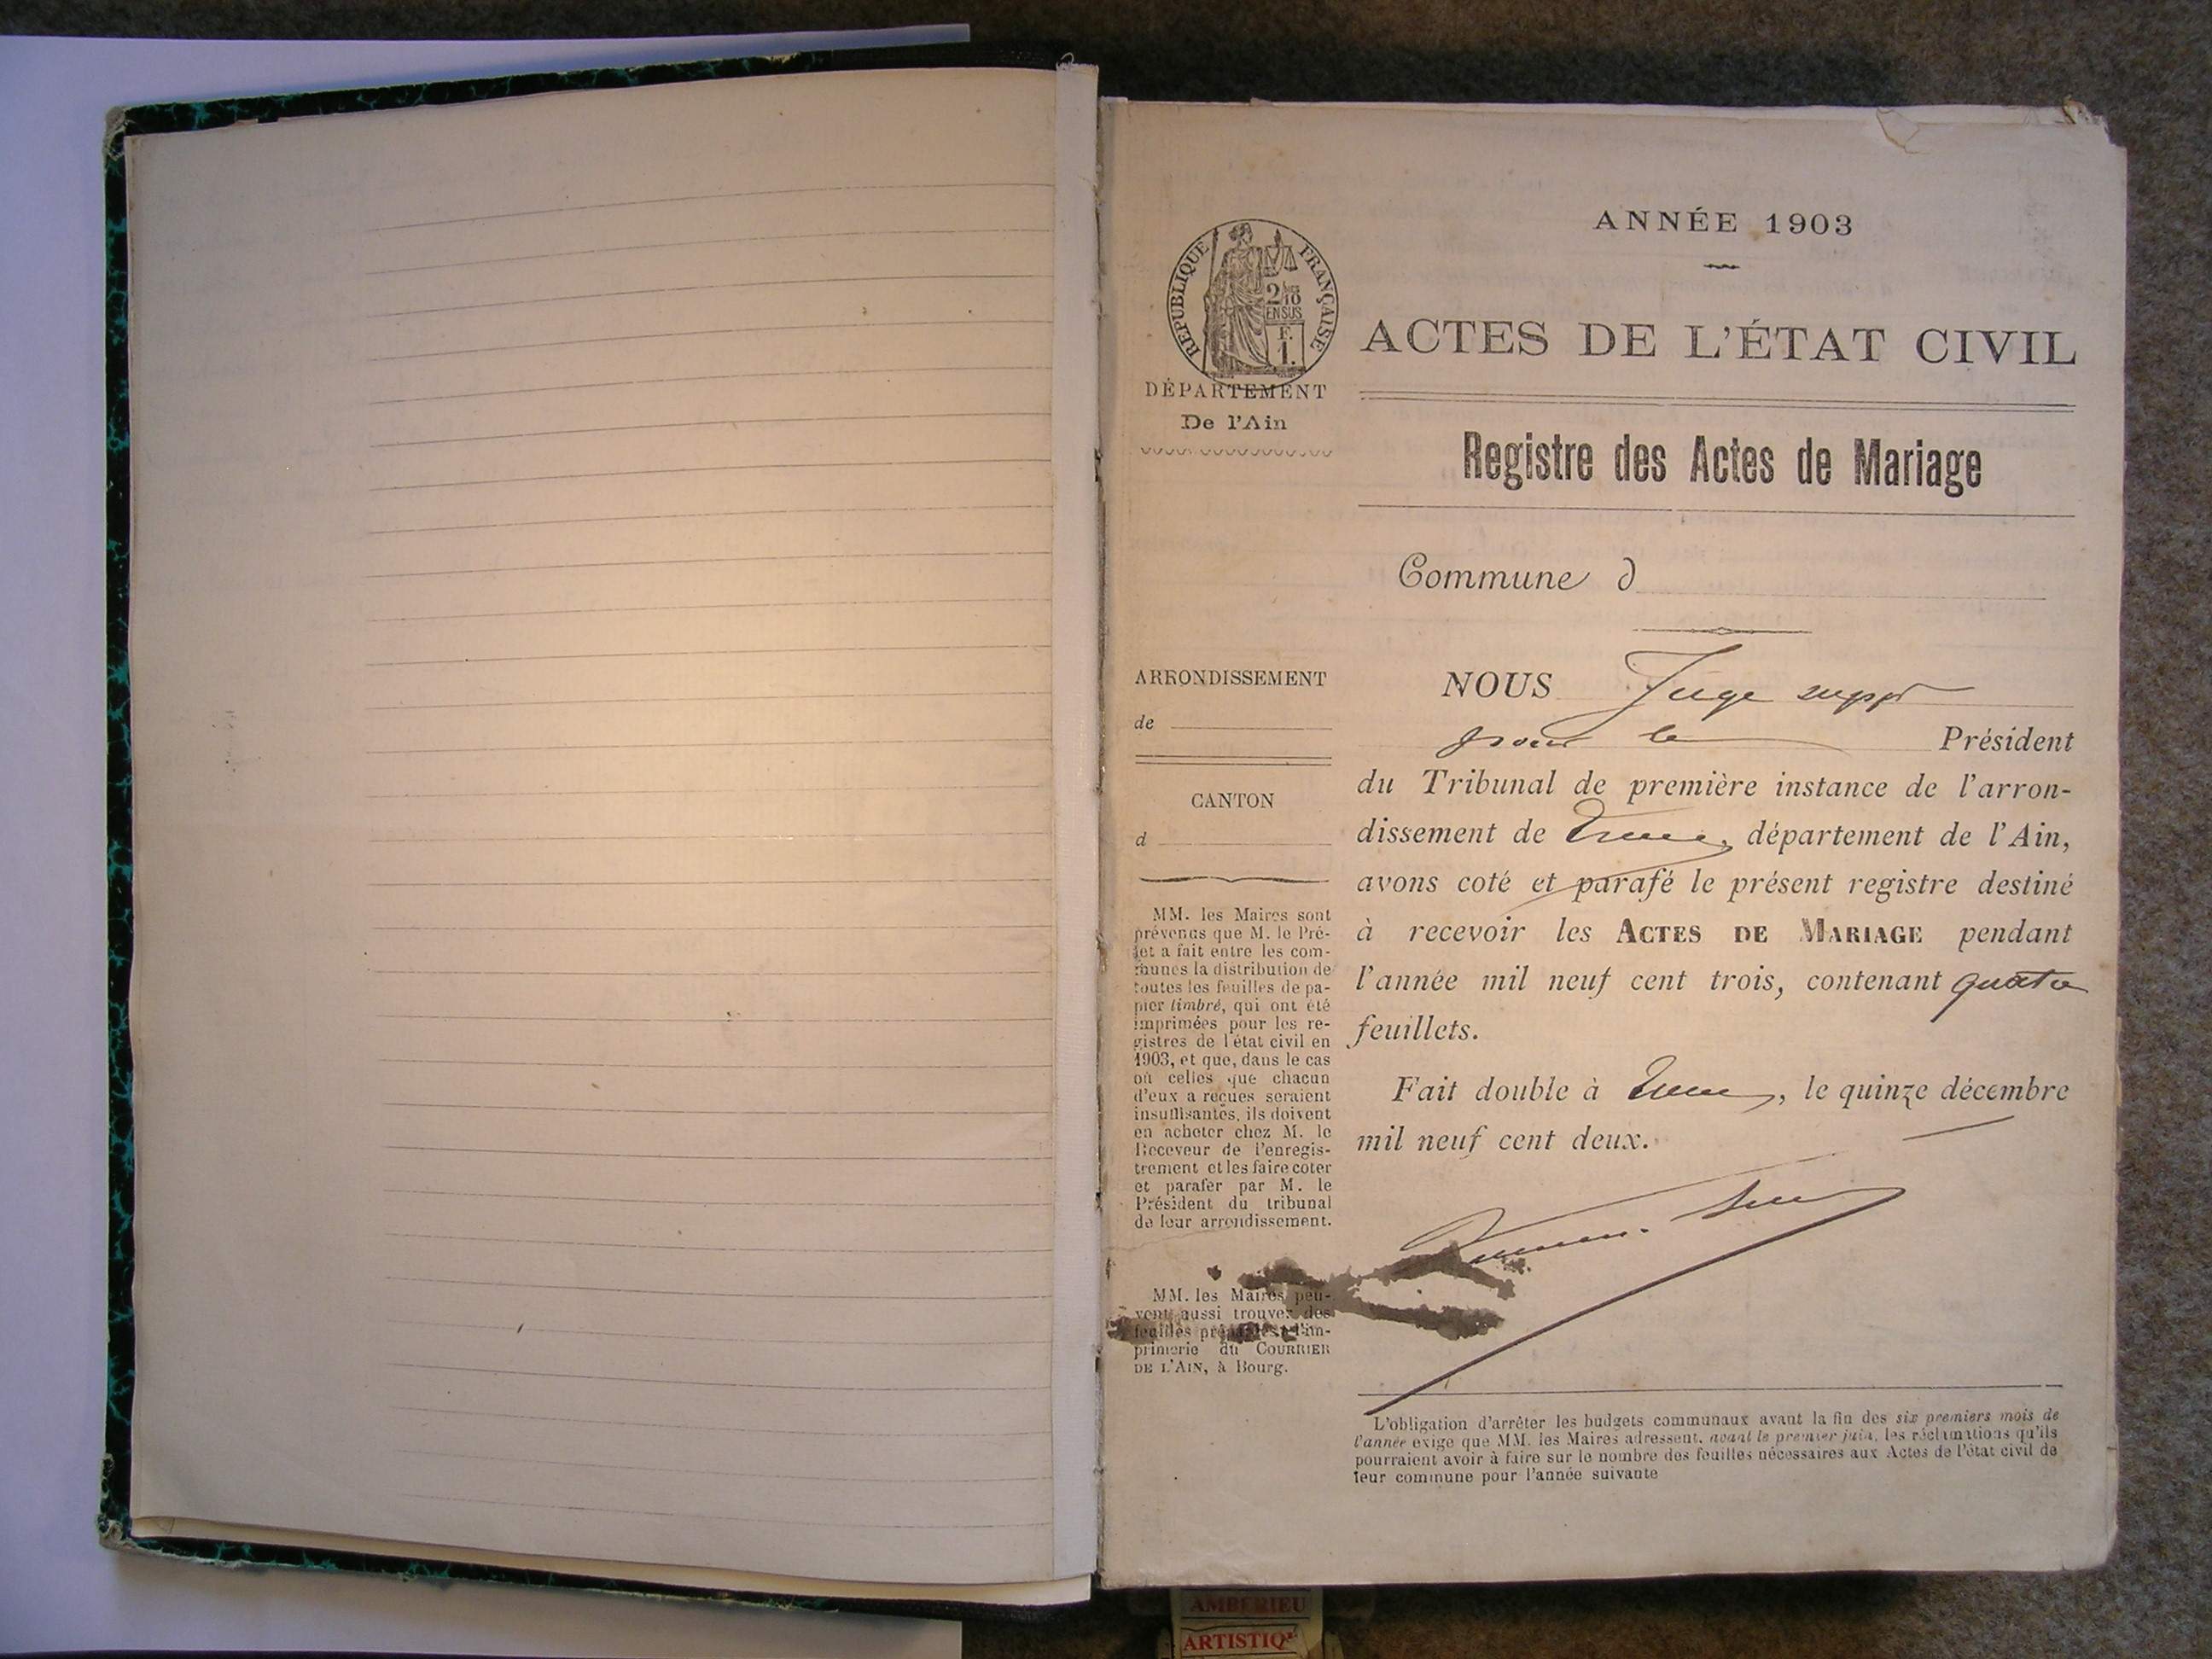 ANNÉE 1903
RÉPUBLIQUE FRANÇAISE
2/10
EN SUS
F.
1.
ACTES DE L'ÉTAT CIVIL
DÉPARTEMENT
De l'Ain
Registre des Actes de Mariage
Commune d
ARRONDISSEMENT
de
CANTON
d
MM. les Maires sont
prévenus que M. le Pré-
fet a fait entre les com-
munes la distribution de
toutes les feuilles de pa-
pier timbré, qui ont été
imprimées pour les re-
gistres de l'état civil en
1903, et que, dans le cas
où celles que chacun
d'eux a reçues seraient
insuffisantes, ils doivent
en acheter chez M. le
Receveur de l'enregis-
trement et les faire coter
et parafer par M. le
Président du tribunal
de leur arrondissement.
MM. les Maires peu-
vent aussi trouver des
feuilles à l'im-
primerie du COURRIER
DE L'AIN, à Bourg.
NOUS Juge suppt
pour le Président
du Tribunal de première instance de l'arron-
dissement de département de l'Ain,
avons coté et parafé le présent registre destiné
à recevoir les ACTES DE MARIAGE pendant
l'année mil neuf cent trois, contenant quatre
feuillets.
Fait double à , le quinze décembre
mil neuf cent deux.
L'obligation d'arrêter les budgets communaux avant la fin des six premiers mois de
l'année exige que MM. les Maires adressent, avant le premier juin, les réclamations qu'ils
pourraient avoir à faire sur le nombre des feuilles nécessaires aux Actes de l'état civil de
leur commune pour l'année suivante
AMBERIEU
ARTISTIQ